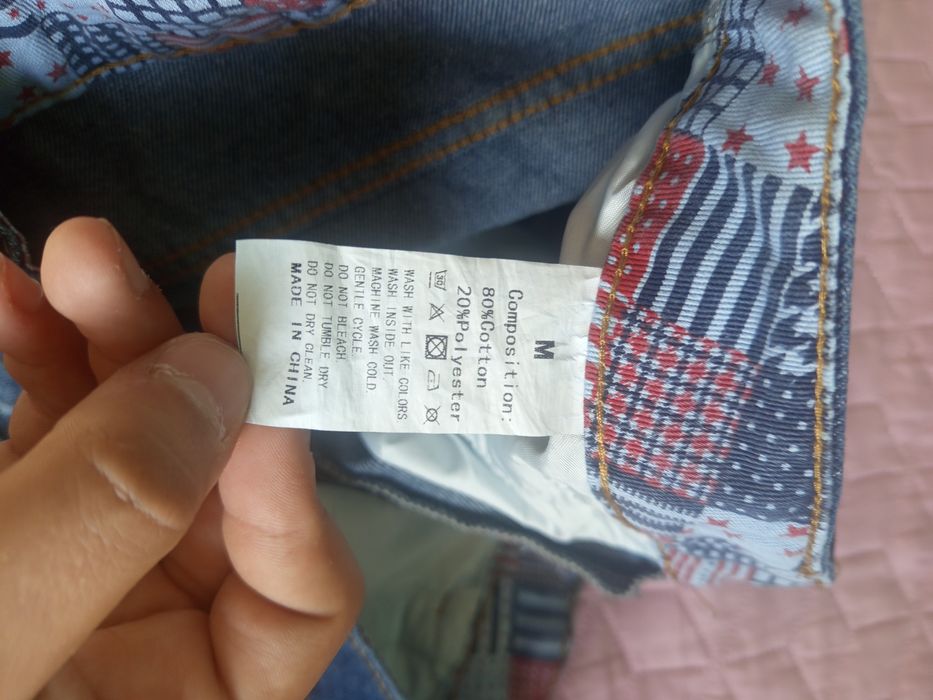 M
Composition:
80%Cotton
20%Polyester
30
WASH WITH LIKE COLORS
WASH INSIDE OUT
MACHINE WASH COLD.
GENTLE CYCLE.
DO NOT BLEACH
DO NOT TUMBLE DRY
DO NOT DRY CLEAN.
MADE IN CHINA